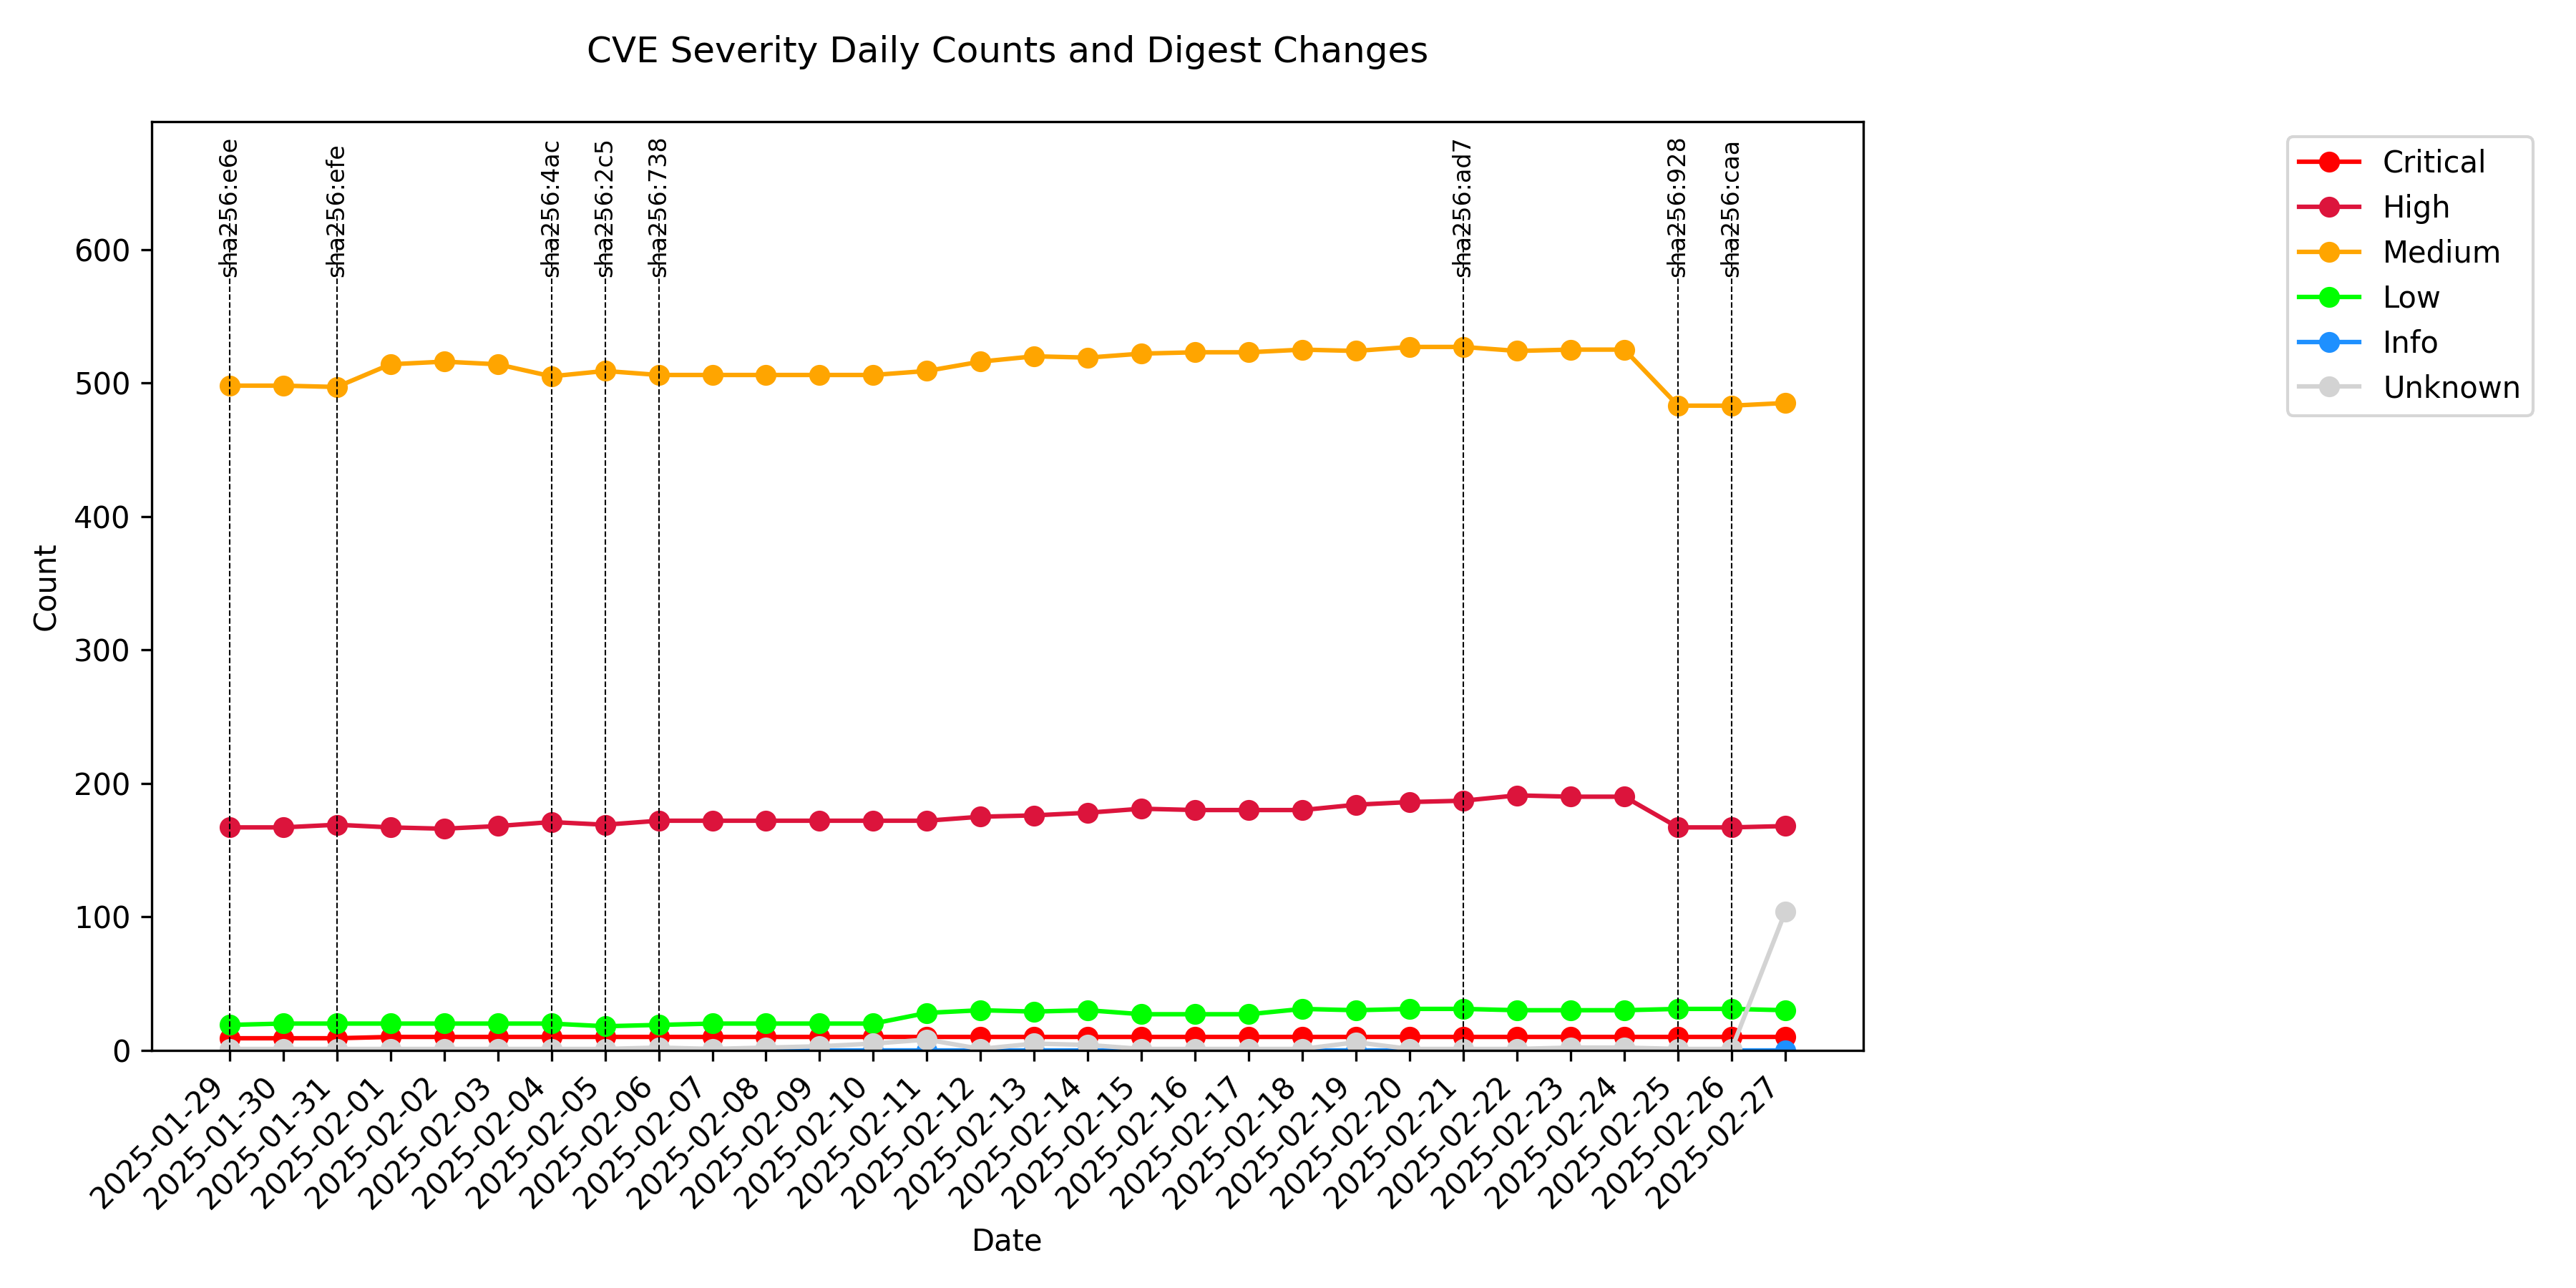 CVE Severity Daily Counts and Digest Changes
sha256:e6e
sha256:efe
sha256:4ac
sha256:2c5
sha256:738
sha256:ad7
sha256:928
sha256:caa
Critical
High
Medium
Low
Info
Unknown
Count
600
500
400
300
200
100
0
2025-01-29
2025-01-30
2025-01-31
2025-02-01
2025-02-02
2025-02-03
2025-02-04
2025-02-05
2025-02-06
2025-02-07
2025-02-08
2025-02-09
2025-02-10
2025-02-11
2025-02-12
2025-02-13
2025-02-14
2025-02-15
2025-02-16
2025-02-17
2025-02-18
2025-02-19
2025-02-20
2025-02-21
2025-02-22
2025-02-23
2025-02-24
2025-02-25
2025-02-26
2025-02-27
Date